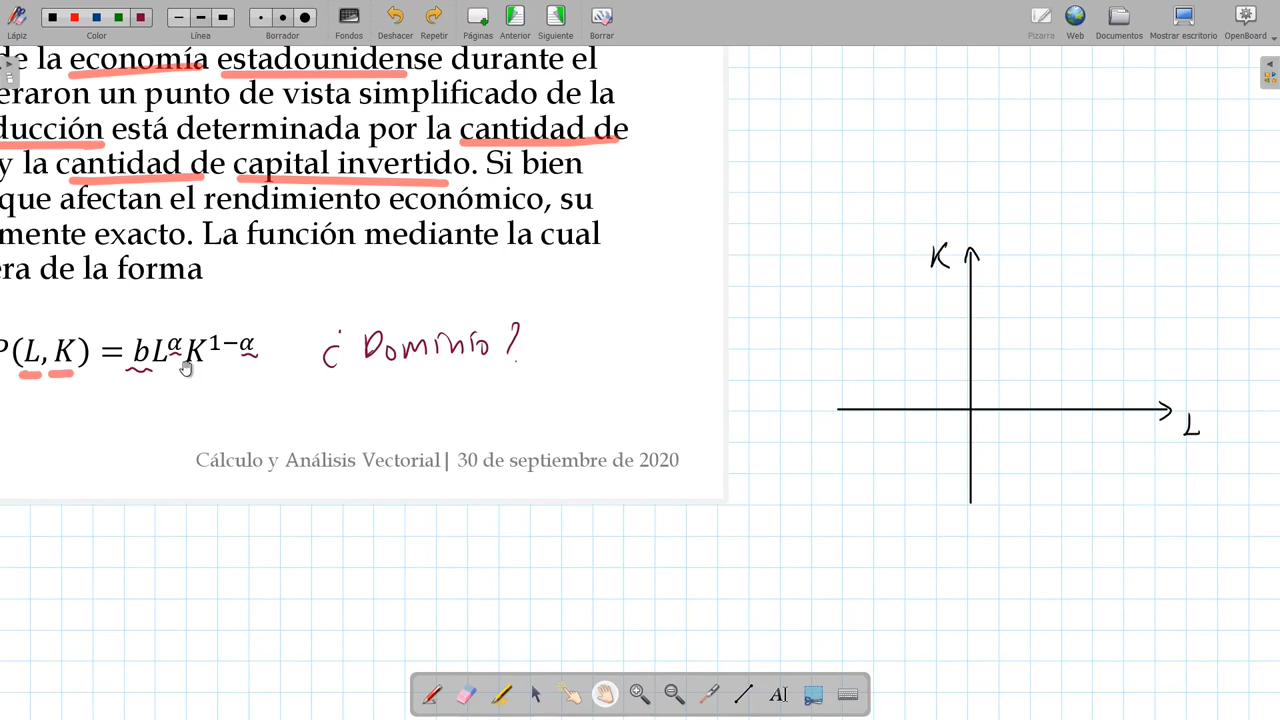 Lápiz Color Línea Borrador Fondos Deshacer Repetir Páginas Anterior Siguiente Borrar Pizarra Web Documentos Mostrar escritorio OpenBoard
de la economía estadounidense durante el
eraron un punto de vista simplificado de la
ducción está determinada por la cantidad de
y la cantidad de capital invertido. Si bien
que afectan el rendimiento económico, su
mente exacto. La función mediante la cual
era de la forma
P(L, K) = bL^αK^{1−α} ¿Dominio?
K
L
Cálculo y Análisis Vectorial| 30 de septiembre de 2020
AI